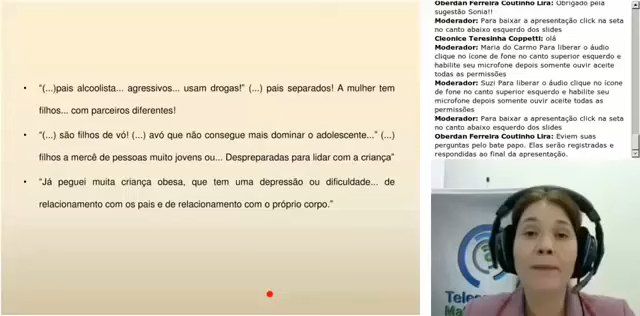 • “(...)pais alcoolista... agressivos... usam drogas!” (...) pais separados! A mulher tem
filhos... com parceiros diferentes!
• “(...) são filhos de vó! (...) avó que não consegue mais dominar o adolescente...” (...)
filhos a mercê de pessoas muito jovens ou... Despreparadas para lidar com a criança”
• “Já peguei muita criança obesa, que tem uma depressão ou dificuldade... de
relacionamento com os pais e de relacionamento com o próprio corpo.”
Oberdan Ferreira Coutinho Lira: Obrigado pela
sugestão Sonia!!
Moderador: Para baixar a apresentação click na seta
no canto abaixo esquerdo dos slides
Cleonice Teresinha Coppetti: olá
Moderador: Maria do Carmo Para liberar o áudio
clique no ícone de fone no canto superior esquerdo e
habilite seu microfone depois somente ouvir aceite
todas as permissões
Moderador: Suzi Para liberar o áudio clique no ícone
de fone no canto superior esquerdo e habilite seu
microfone depois somente ouvir aceite todas as
permissões
Moderador: Para baixar a apresentação click na seta
no canto abaixo esquerdo dos slides
Oberdan Ferreira Coutinho Lira: Eviem suas
perguntas pelo bate papo. Elas serão registradas e
respondidas ao final da apresentação.